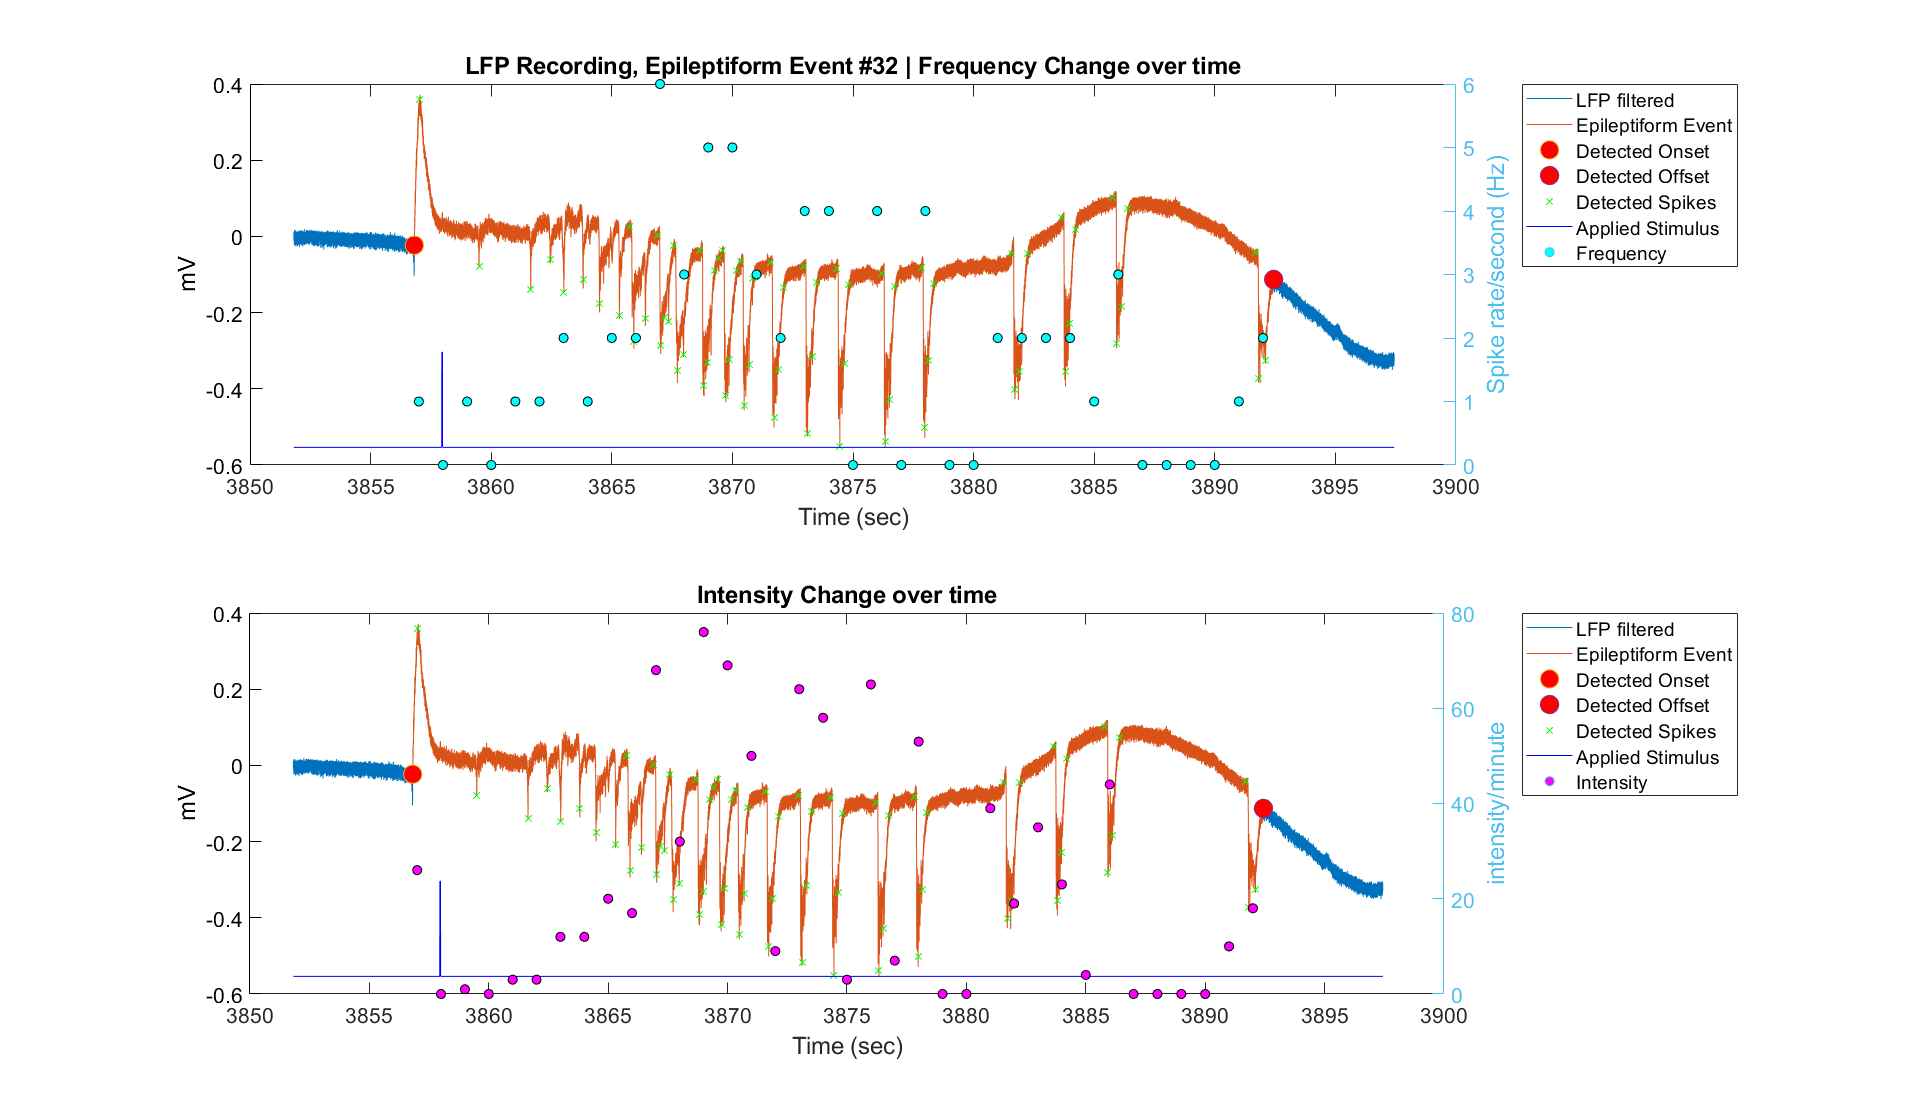 LFP Recording, Epileptiform Event #32 | Frequency Change over time
0.4
0.2
0
-0.2
-0.4
-0.6
mV
3850 3855 3860 3865 3870 3875 3880 3885 3890 3895 3900
Time (sec)
6
5
4
3
2
1
0
Spike rate/second (Hz)
LFP filtered
Epileptiform Event
Detected Onset
Detected Offset
Detected Spikes
Applied Stimulus
Frequency
Intensity Change over time
0.4
0.2
0
-0.2
-0.4
-0.6
mV
3850 3855 3860 3865 3870 3875 3880 3885 3890 3895 3900
Time (sec)
80
60
40
20
0
intensity/minute
LFP filtered
Epileptiform Event
Detected Onset
Detected Offset
Detected Spikes
Applied Stimulus
Intensity